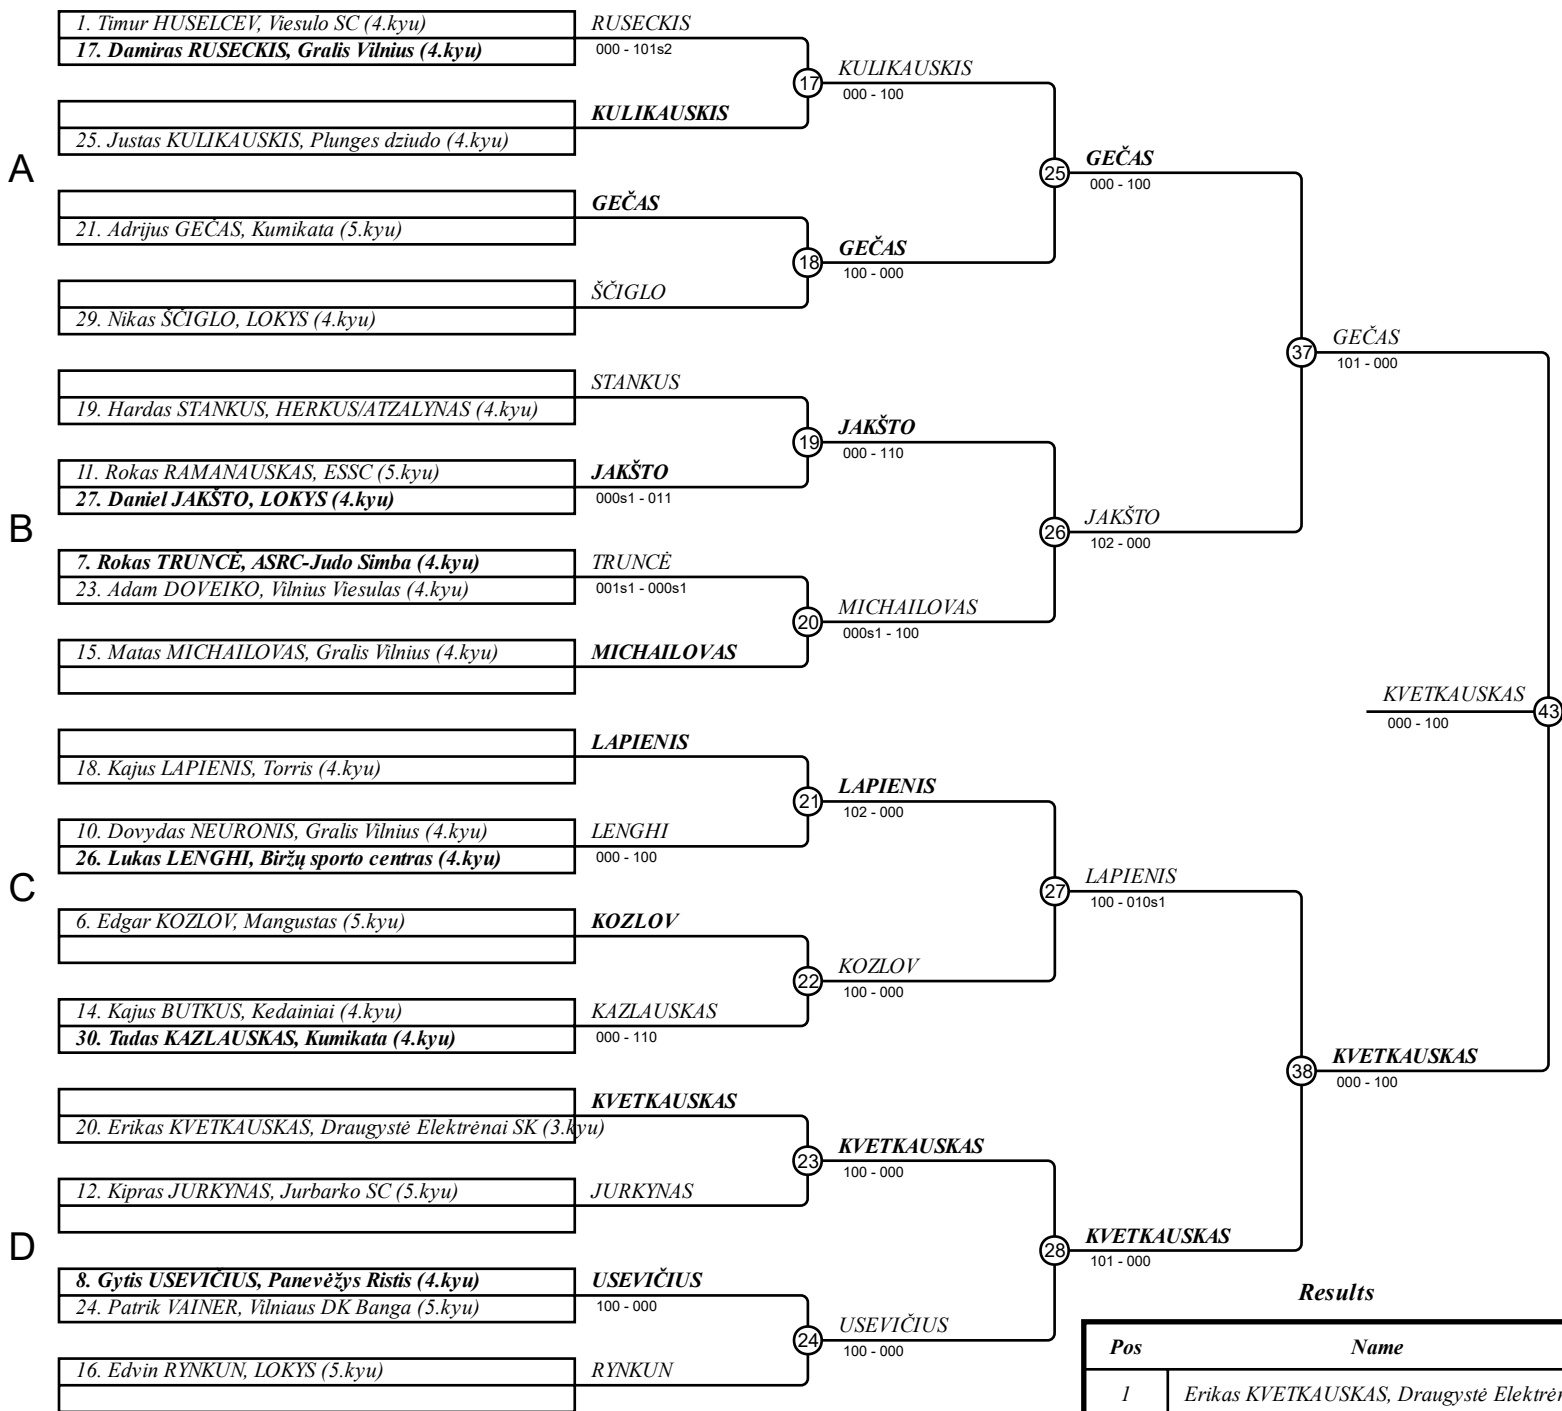 1. Timur HUSELCEV, Viesulo SC (4.kyu)
17. Damiras RUSECKIS, Gralis Vilnius (4.kyu)
RUSECKIS
000 - 101s2
17
KULIKAUSKIS
000 - 100
25. Justas KULIKAUSKIS, Plunges dziudo (4.kyu)
KULIKAUSKIS
A
25
GEČAS
000 - 100
21. Adrijus GEČAS, Kumikata (5.kyu)
GEČAS
18
GEČAS
100 - 000
29. Nikas ŠČIGLO, LOKYS (4.kyu)
ŠČIGLO
37
GEČAS
101 - 000
19. Hardas STANKUS, HERKUS/ATZALYNAS (4.kyu)
STANKUS
19
JAKŠTO
000 - 110
11. Rokas RAMANAUSKAS, ESSC (5.kyu)
27. Daniel JAKŠTO, LOKYS (4.kyu)
JAKŠTO
000s1 - 011
B
26
JAKŠTO
102 - 000
7. Rokas TRUNCĖ, ASRC-Judo Simba (4.kyu)
23. Adam DOVEIKO, Vilnius Viesulas (4.kyu)
TRUNCĖ
001s1 - 000s1
20
MICHAILOVAS
000s1 - 100
15. Matas MICHAILOVAS, Gralis Vilnius (4.kyu)
MICHAILOVAS
KVETKAUSKAS
000 - 100
43
18. Kajus LAPIENIS, Torris (4.kyu)
LAPIENIS
21
LAPIENIS
102 - 000
10. Dovydas NEURONIS, Gralis Vilnius (4.kyu)
26. Lukas LENGHI, Biržų sporto centras (4.kyu)
LENGHI
000 - 100
C
27
LAPIENIS
100 - 010s1
6. Edgar KOZLOV, Mangustas (5.kyu)
KOZLOV
22
KOZLOV
100 - 000
14. Kajus BUTKUS, Kedainiai (4.kyu)
30. Tadas KAZLAUSKAS, Kumikata (4.kyu)
KAZLAUSKAS
000 - 110
38
KVETKAUSKAS
000 - 100
20. Erikas KVETKAUSKAS, Draugystė Elektrėnai SK (3.kyu)
KVETKAUSKAS
23
KVETKAUSKAS
100 - 000
12. Kipras JURKYNAS, Jurbarko SC (5.kyu)
JURKYNAS
D
28
KVETKAUSKAS
101 - 000
8. Gytis USEVIČIUS, Panevėžys Ristis (4.kyu)
24. Patrik VAINER, Vilniaus DK Banga (5.kyu)
USEVIČIUS
100 - 000
24
USEVIČIUS
100 - 000
16. Edvin RYNKUN, LOKYS (5.kyu)
RYNKUN
Results
Pos Name
1 Erikas KVETKAUSKAS, Draugystė